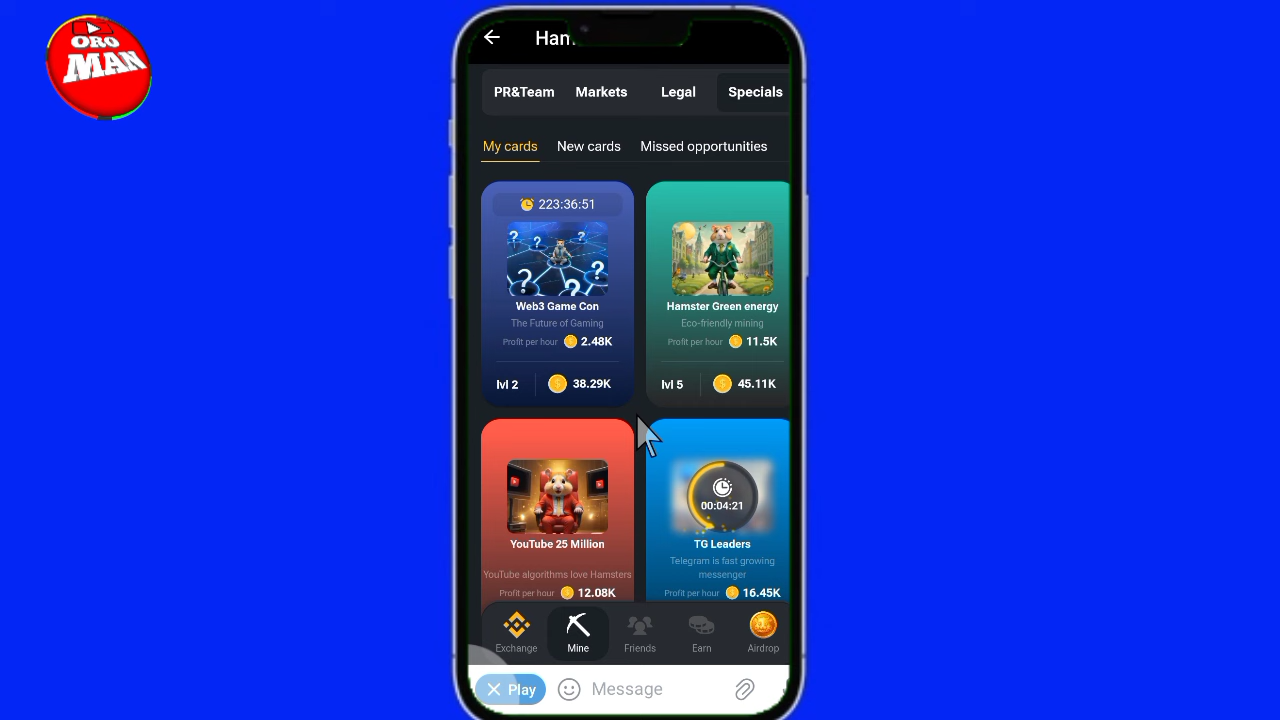 ORO
MAN
Ham
PR&Team Markets Legal Specials
My cards New cards Missed opportunities
223:36:51
? ? ? ? ?
Web3 Game Con
The Future of Gaming
Profit per hour 2.48K
lvl 2 38.29K
Hamster Green energy
Eco-friendly mining
Profit per hour 11.5K
lvl 5 45.11K
YouTube 25 Million
YouTube algorithms love Hamsters
Profit per hour 12.08K
00:04:21
TG Leaders
Telegram is fast growing
messenger
Profit per hour 16.45K
Exchange Mine Friends Earn Airdrop
Play Message